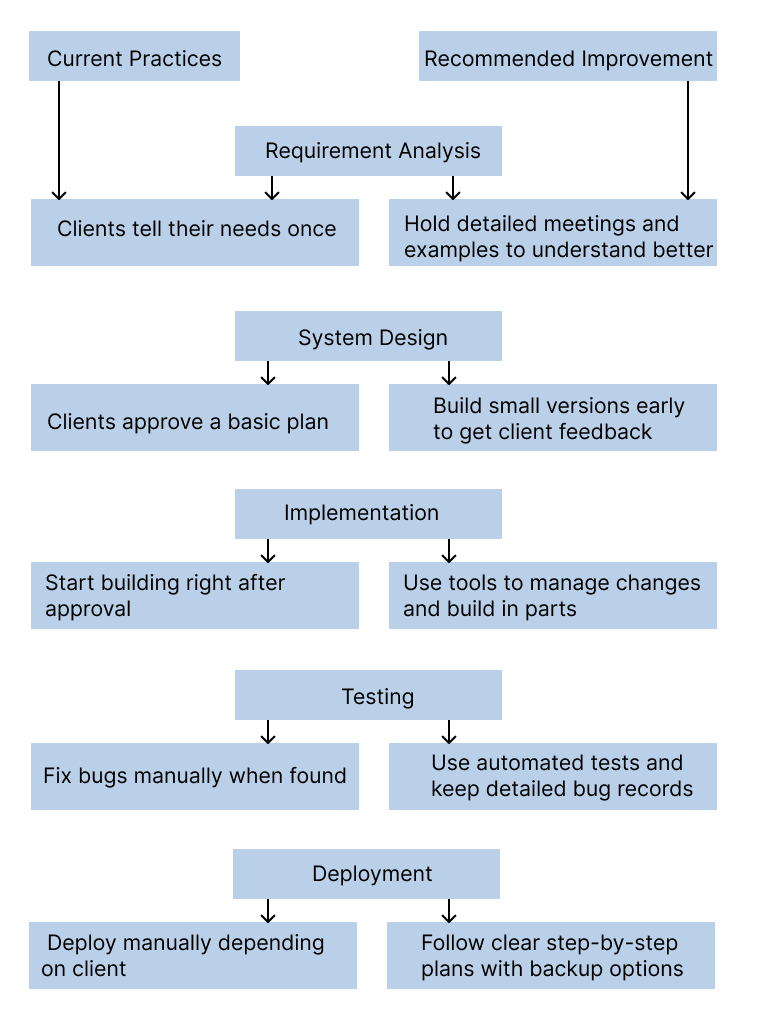 Current Practices
Recommended Improvement
Requirement Analysis
Clients tell their needs once
Hold detailed meetings and
examples to understand better
System Design
Clients approve a basic plan
Build small versions early
to get client feedback
Implementation
Start building right after
approval
Use tools to manage changes
and build in parts
Testing
Fix bugs manually when found
Use automated tests and
keep detailed bug records
Deployment
Deploy manually depending
on client
Follow clear step-by-step
plans with backup options